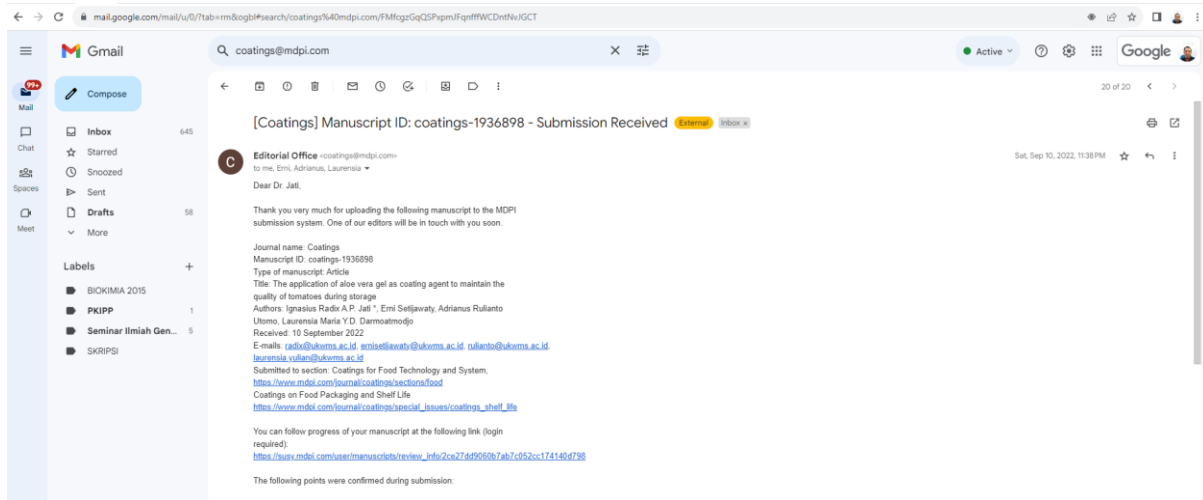 mail.google.com/mail/u/0/?tab=rm&ogbl#search/coatings%40mdpi.com/FMfcgzGqQSPxpmJFqnfffWCDntNvJGCT
Gmail
coatings@mdpi.com
Active
Google
99+
Mail
Chat
Spaces
Meet
Compose
Inbox 645
Starred
Snoozed
Sent
Drafts 58
More
Labels
BIOKIMIA 2015
PKIPP 1
Seminar Ilmiah Gen... 5
SKRIPSI
20 of 20
[Coatings] Manuscript ID: coatings-1936898 - Submission Received External Inbox x
C
Editorial Office <coatings@mdpi.com> Sat, Sep 10, 2022, 11:38 PM
to me, Erni, Adrianus, Laurensia
Dear Dr. Jati,
Thank you very much for uploading the following manuscript to the MDPI
submission system. One of our editors will be in touch with you soon.
Journal name: Coatings
Manuscript ID: coatings-1936898
Type of manuscript: Article
Title: The application of aloe vera gel as coating agent to maintain the
quality of tomatoes during storage
Authors: Ignasius Radix A.P. Jati *, Erni Setijawaty, Adrianus Rulianto
Utomo, Laurensia Maria Y.D. Darmoatmodjo
Received: 10 September 2022
E-mails: radix@ukwms.ac.id, ernisetijawaty@ukwms.ac.id, rulianto@ukwms.ac.id,
laurensia.yulian@ukwms.ac.id
Submitted to section: Coatings for Food Technology and System,
https://www.mdpi.com/journal/coatings/sections/food
Coatings on Food Packaging and Shelf Life
https://www.mdpi.com/journal/coatings/special_issues/coatings_shelf_life
You can follow progress of your manuscript at the following link (login
required):
https://susy.mdpi.com/user/manuscripts/review_info/2ce27dd9060b7ab7c052cc174140d798
The following points were confirmed during submission: